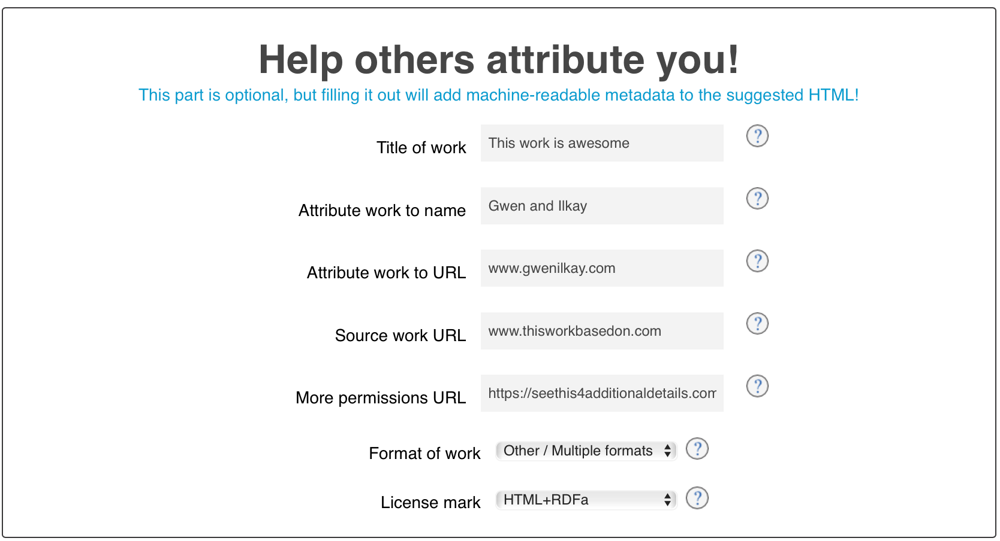 Help others attribute you!
This part is optional, but filling it out will add machine-readable metadata to the suggested HTML!
Title of work This work is awesome ?
Attribute work to name Gwen and Ilkay ?
Attribute work to URL www.gwenilkay.com ?
Source work URL www.thisworkbasedon.com ?
More permissions URL https://seethis4additionaldetails.com ?
Format of work Other / Multiple formats ?
License mark HTML+RDFa ?